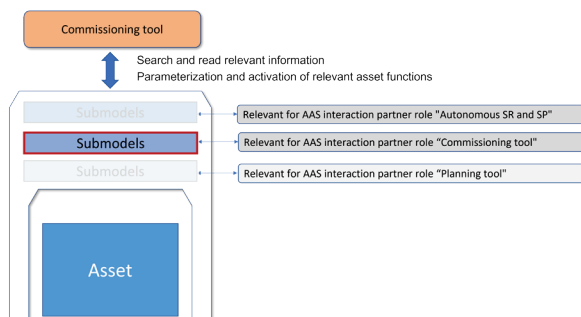 Commissioning tool
Search and read relevant information
Parameterization and activation of relevant asset functions
Submodels
Relevant for AAS interaction partner role "Autonomous SR and SP"
Submodels
Relevant for AAS interaction partner role “Commissioning tool"
Submodels
Relevant for AAS interaction partner role “Planning tool"
Asset